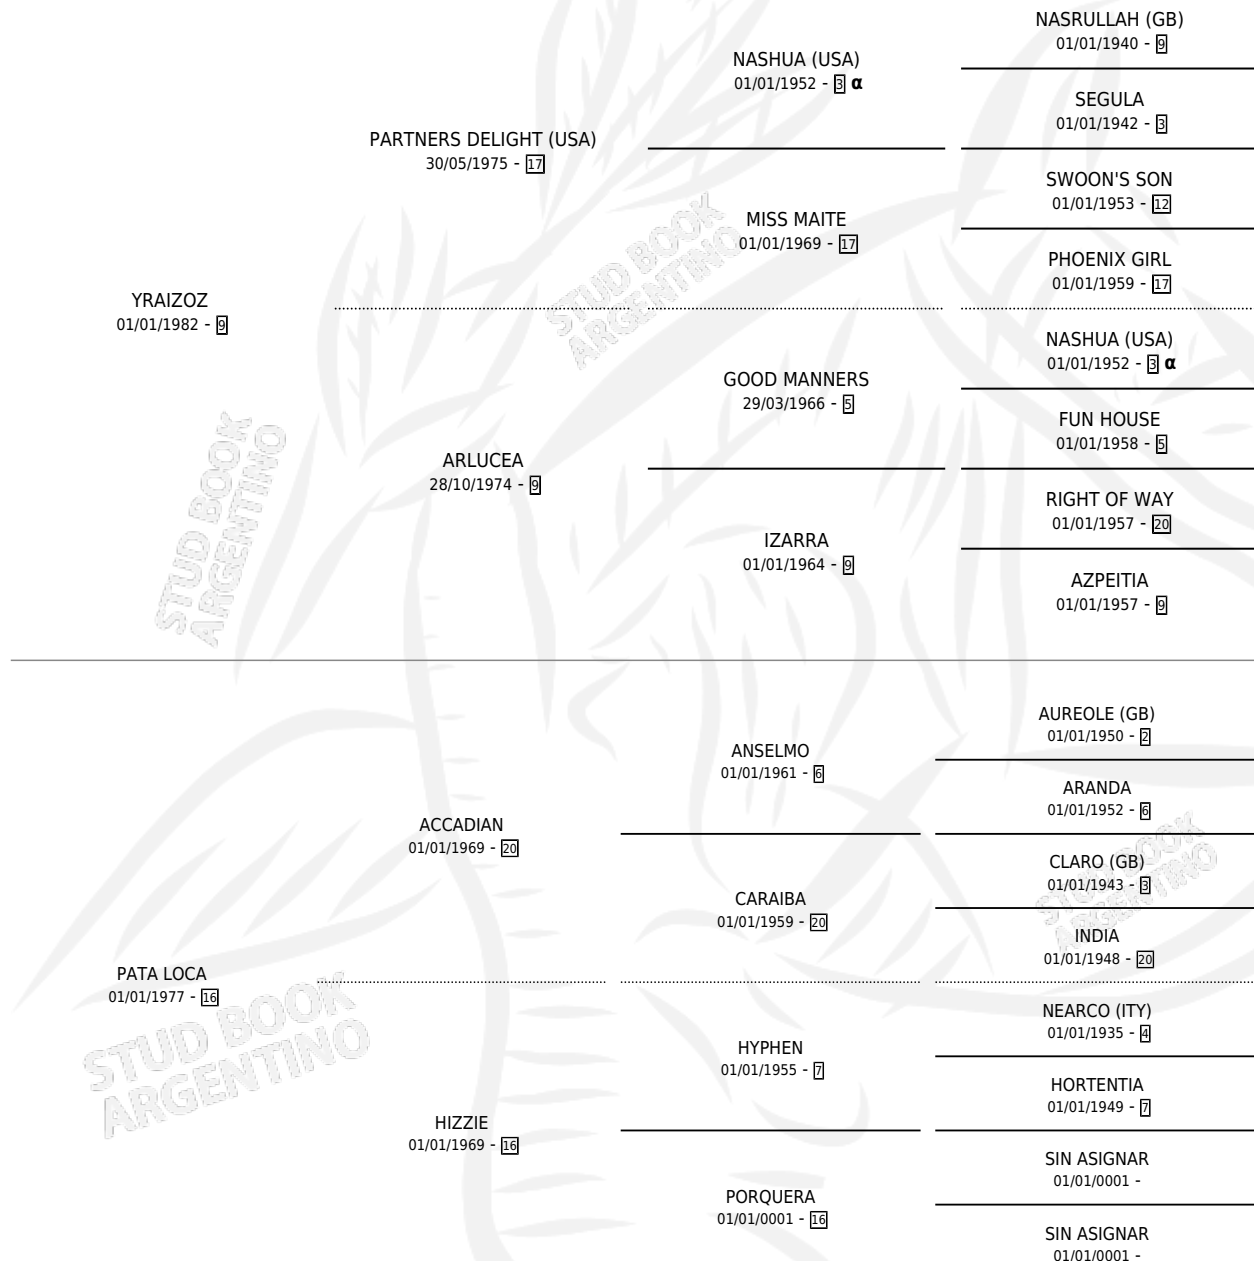 NASRULLAH (GB)
01/01/1940 - 9
NASHUA (USA)
01/01/1952 - 3 α
SEGULA
01/01/1942 - 3
PARTNERS DELIGHT (USA)
30/05/1975 - 17
SWOON'S SON
01/01/1953 - 12
MISS MAITE
01/01/1969 - 17
PHOENIX GIRL
01/01/1959 - 17
YRAIZOZ
01/01/1982 - 9
NASHUA (USA)
01/01/1952 - 3 α
GOOD MANNERS
29/03/1966 - 5
FUN HOUSE
01/01/1958 - 5
ARLUCEA
28/10/1974 - 9
RIGHT OF WAY
01/01/1957 - 20
IZARRA
01/01/1964 - 9
AZPEITIA
01/01/1957 - 9
AUREOLE (GB)
01/01/1950 - 2
ANSELMO
01/01/1961 - 6
ARANDA
01/01/1952 - 6
ACCADIAN
01/01/1969 - 20
CLARO (GB)
01/01/1943 - 3
CARAIBA
01/01/1959 - 20
INDIA
01/01/1948 - 20
PATA LOCA
01/01/1977 - 16
NEARCO (ITY)
01/01/1935 - 4
HYPHEN
01/01/1955 - 7
HORTENTIA
01/01/1949 - 7
HIZZIE
01/01/1969 - 16
SIN ASIGNAR
01/01/0001 -
PORQUERA
01/01/0001 - 16
SIN ASIGNAR
01/01/0001 -
STUD BOOK
ARGENTINO
STUD BOOK
ARGENTINO
STUD BOOK
ARGENTINO
STUD BOOK
ARGENTINO